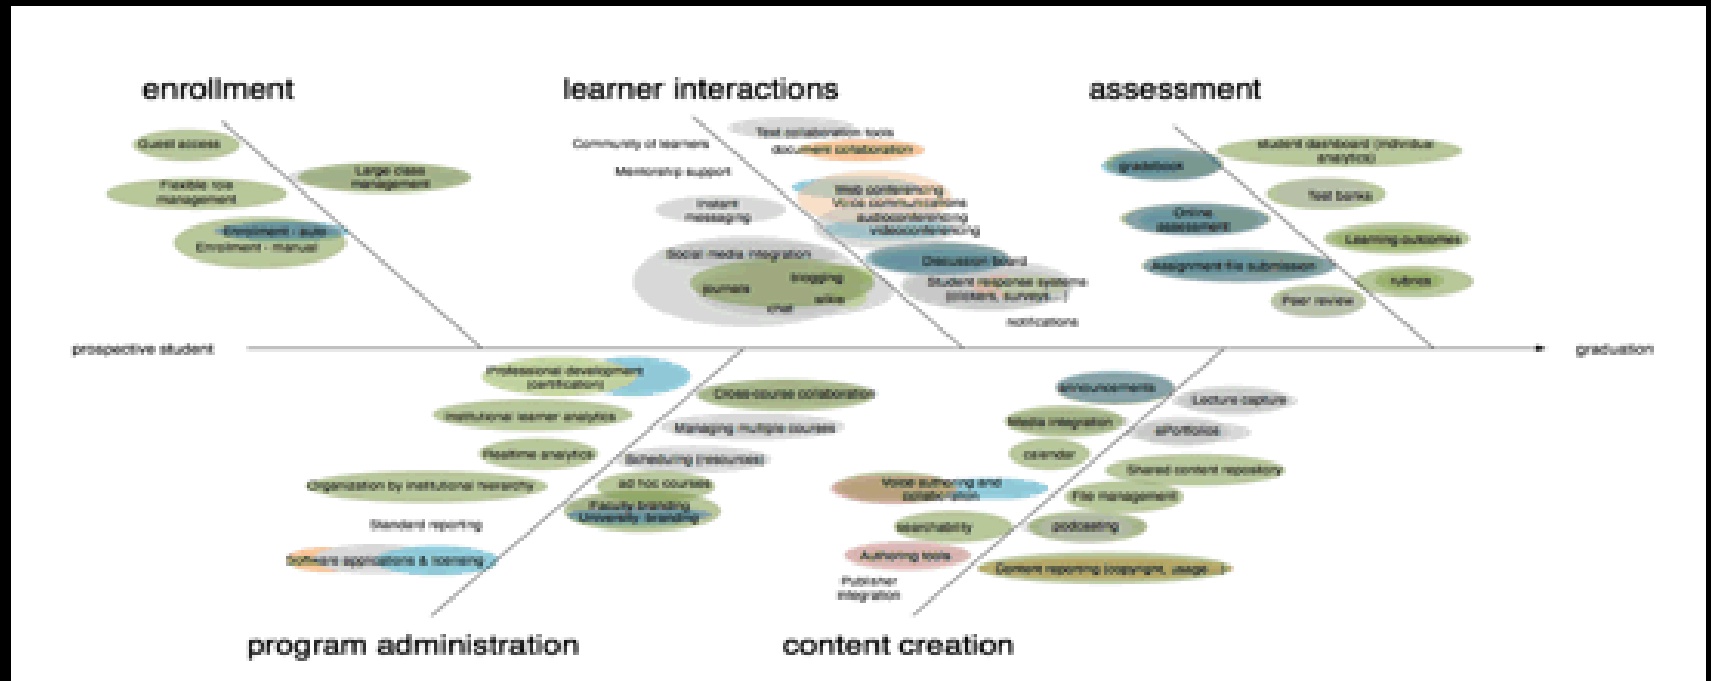 enrollment
learner interactions
assessment
Guest access
Large class
management
Flexible role
management
Enrollment - auto
Enrollment - manual
Community of learners
Text collaboration tools
document collaboration
Mentorship support
Web conferencing
Voice communications
audioconferencing
videoconferencing
Instant
messaging
Social media integration
blogging
journals
wikis
chat
Discussion board
Student response systems
(clickers, surveys...)
notifications
gradebook
student dashboard (individual
analytics)
Test banks
Online
assessment
Learning outcomes
Assignment file submission
rubrics
Peer review
prospective student
graduation
Professional development
(certification)
Cross-course collaboration
Institutional learner analytics
Managing multiple courses
Realtime analytics
Scheduling (resources)
Organization by institutional hierarchy
ad hoc courses
Faculty branding
University branding
Standard reporting
Software applications & licensing
announcements
Lecture capture
Media integration
ePortfolios
calendar
Shared content repository
Voice authoring and
collaboration
File management
searchability
podcasting
Authoring tools
Content reporting (copyright, usage...)
Publisher
integration
program administration
content creation